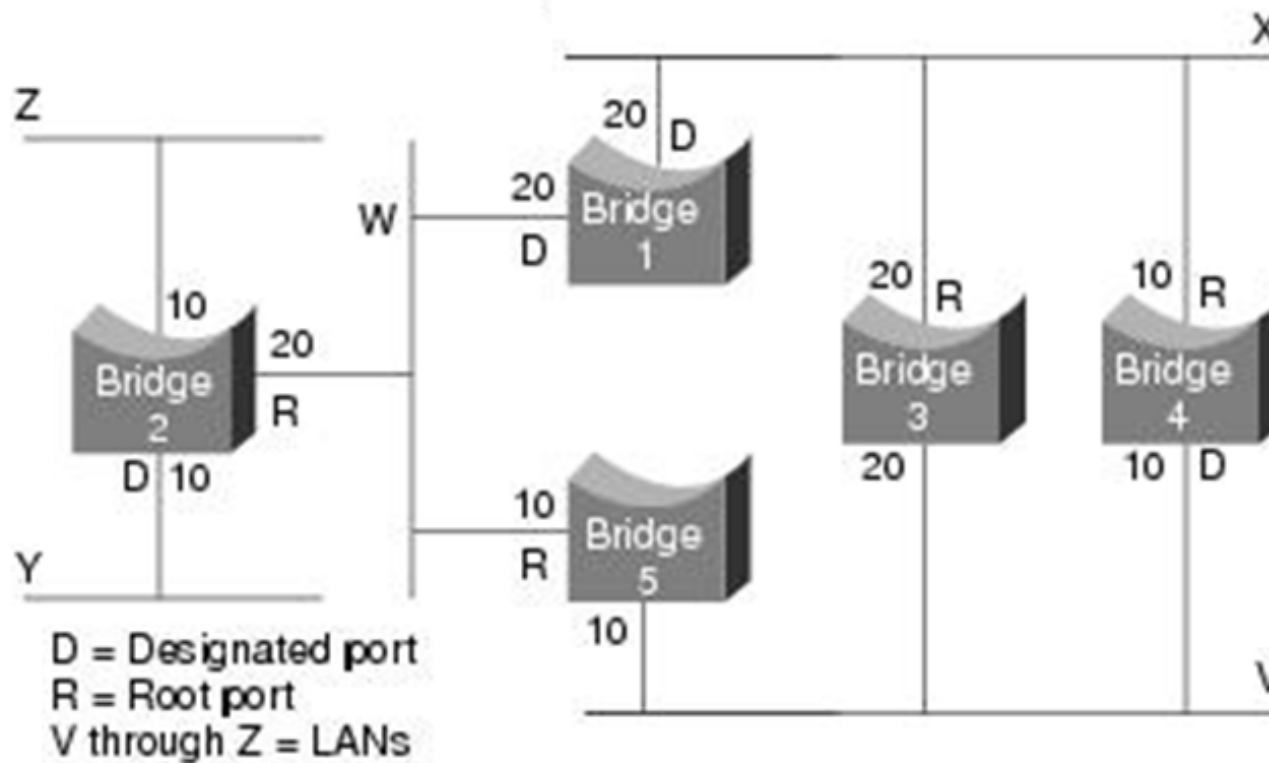 X
Z
20
D
20
W
D
Bridge
1
10
20
R
10
R
20
Bridge
2
R
Bridge
3
Bridge
4
D 10
20
10 D
10
Bridge
5
R
Y
10
D = Designated port
R = Root port
V through Z = LANs
V